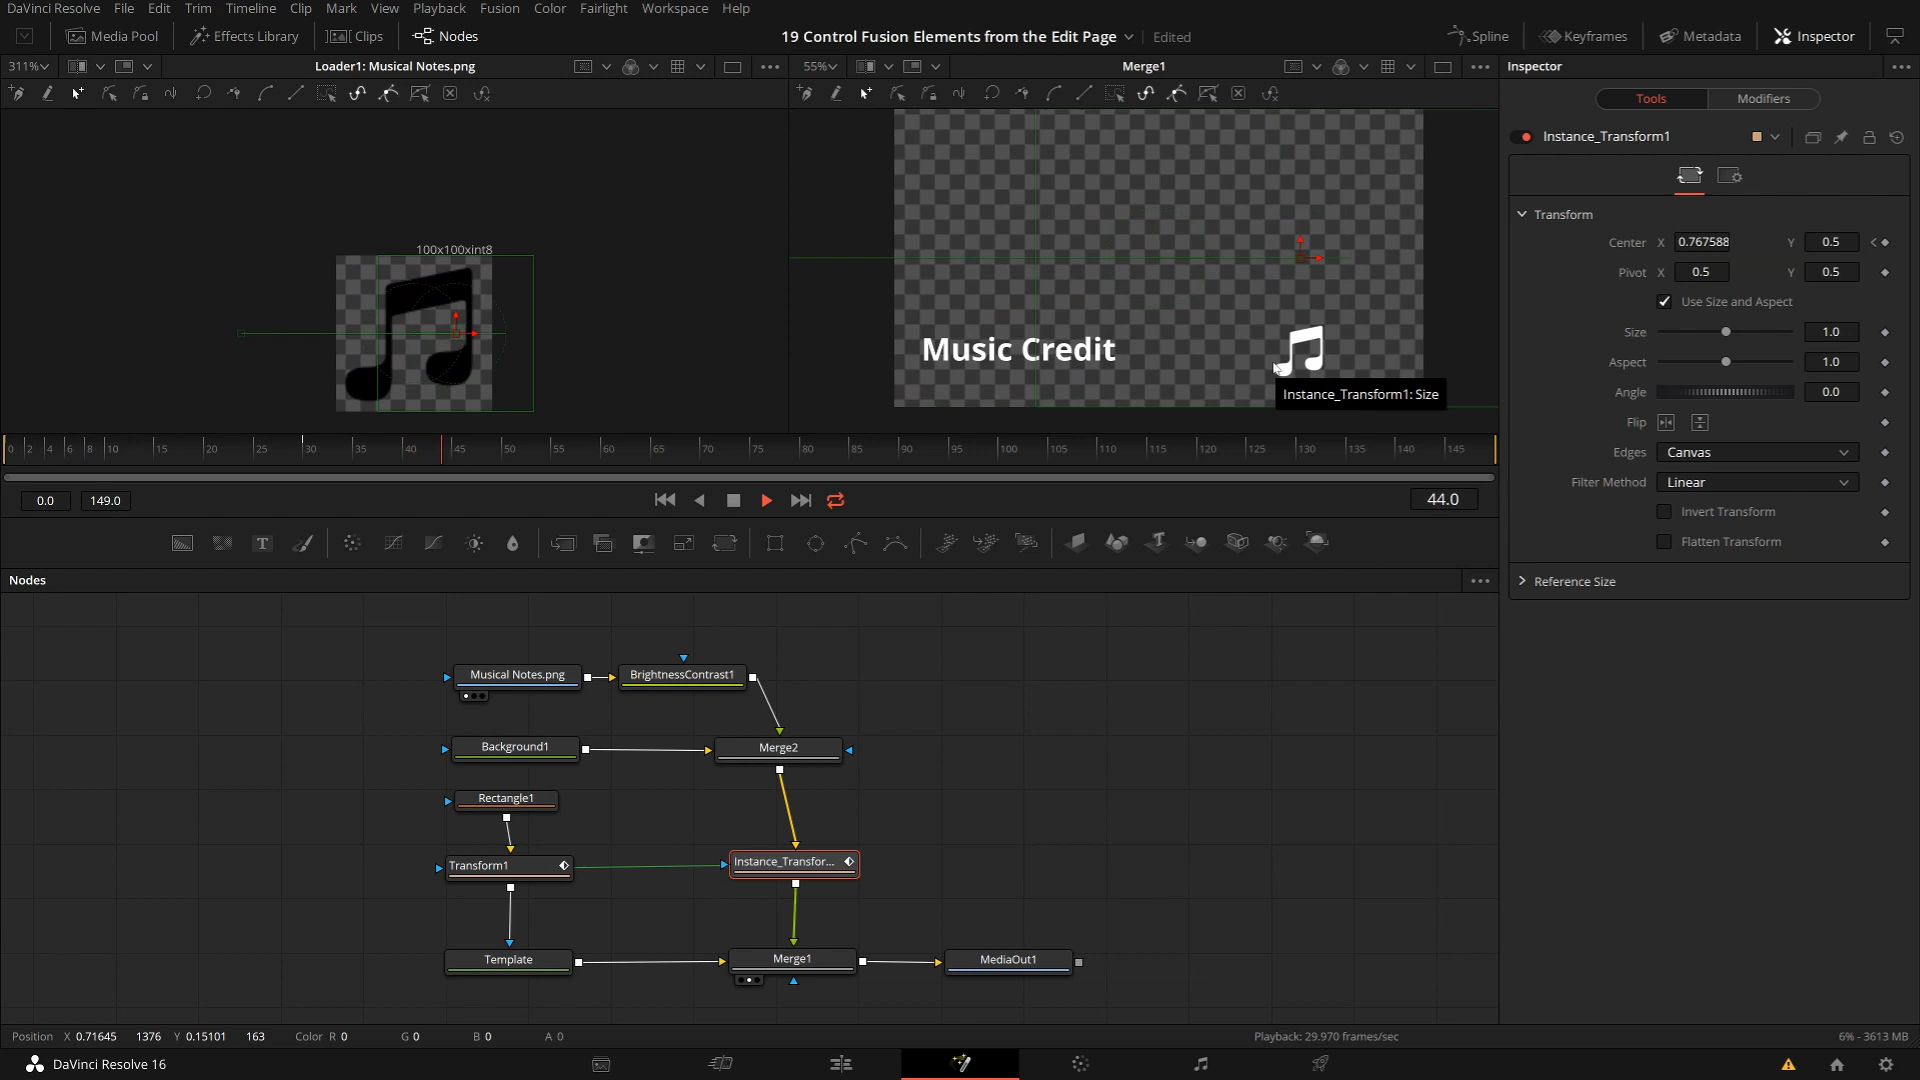 DaVinci Resolve File Edit Trim Timeline Clip Mark View Playback Fusion Color Fairlight Workspace Help
Media Pool Effects Library Clips Nodes 19 Control Fusion Elements from the Edit Page Edited Spline Keyframes Metadata Inspector
311% Loader1: Musical Notes.png 55% Merge1 Inspector
Tools Modifiers
Instance_Transform1
Transform
Center X 0.767588 Y 0.5
100x100xint8
Pivot X 0.5 Y 0.5
Use Size and Aspect
Size 1.0
Music Credit
Aspect 1.0
Instance_Transform1: Size
Angle 0.0
Flip
0 2 4 6 8 10 15 20 25 30 35 40 45 50 55 60 65 70 75 80 85 90 95 100 105 110 115 120 125 130 135 140 145
Edges Canvas
Filter Method Linear
0.0 149.0 44.0
Invert Transform
Flatten Transform
Nodes
Reference Size
Musical Notes.png BrightnessContrast1
Background1 Merge2
Rectangle1
Transform1 Instance_Transfor...
Template Merge1 MediaOut1
Position X 0.71645 1376 Y 0.15101 163 Color R 0 G 0 B 0 A 0 Playback: 29.970 frames/sec 6% - 3613 MB
DaVinci Resolve 16